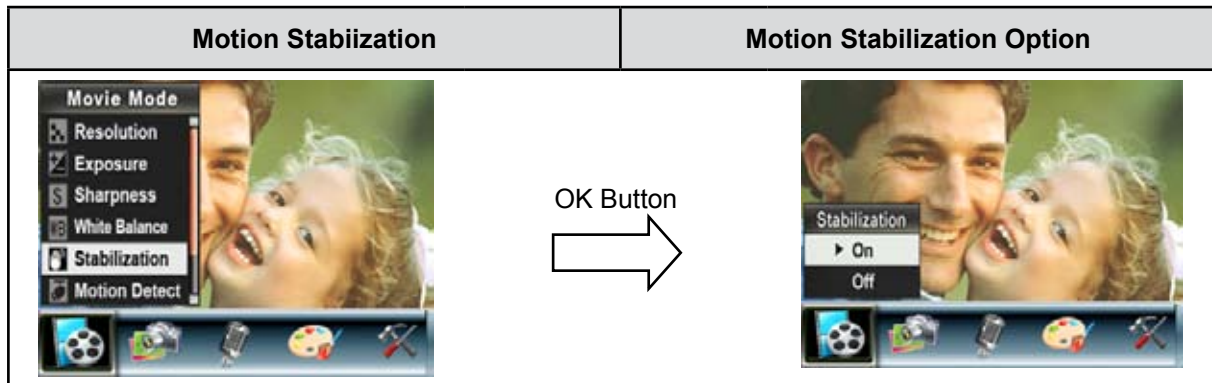 Motion Stabiization
Motion Stabilization Option
Movie Mode
Resolution
Exposure
S Sharpness
White Balance
Stabilization
Motion Detect
OK Button
Stabilization
On
Off